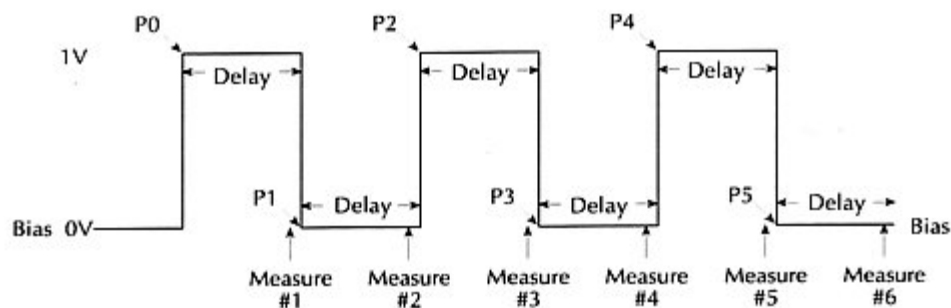 P0
P2
P4
1V
Delay
Delay
Delay
P1
P3
P5
Delay
Delay
Delay
Bias 0V
Bias
Measure #1
Measure #2
Measure #3
Measure #4
Measure #5
Measure #6